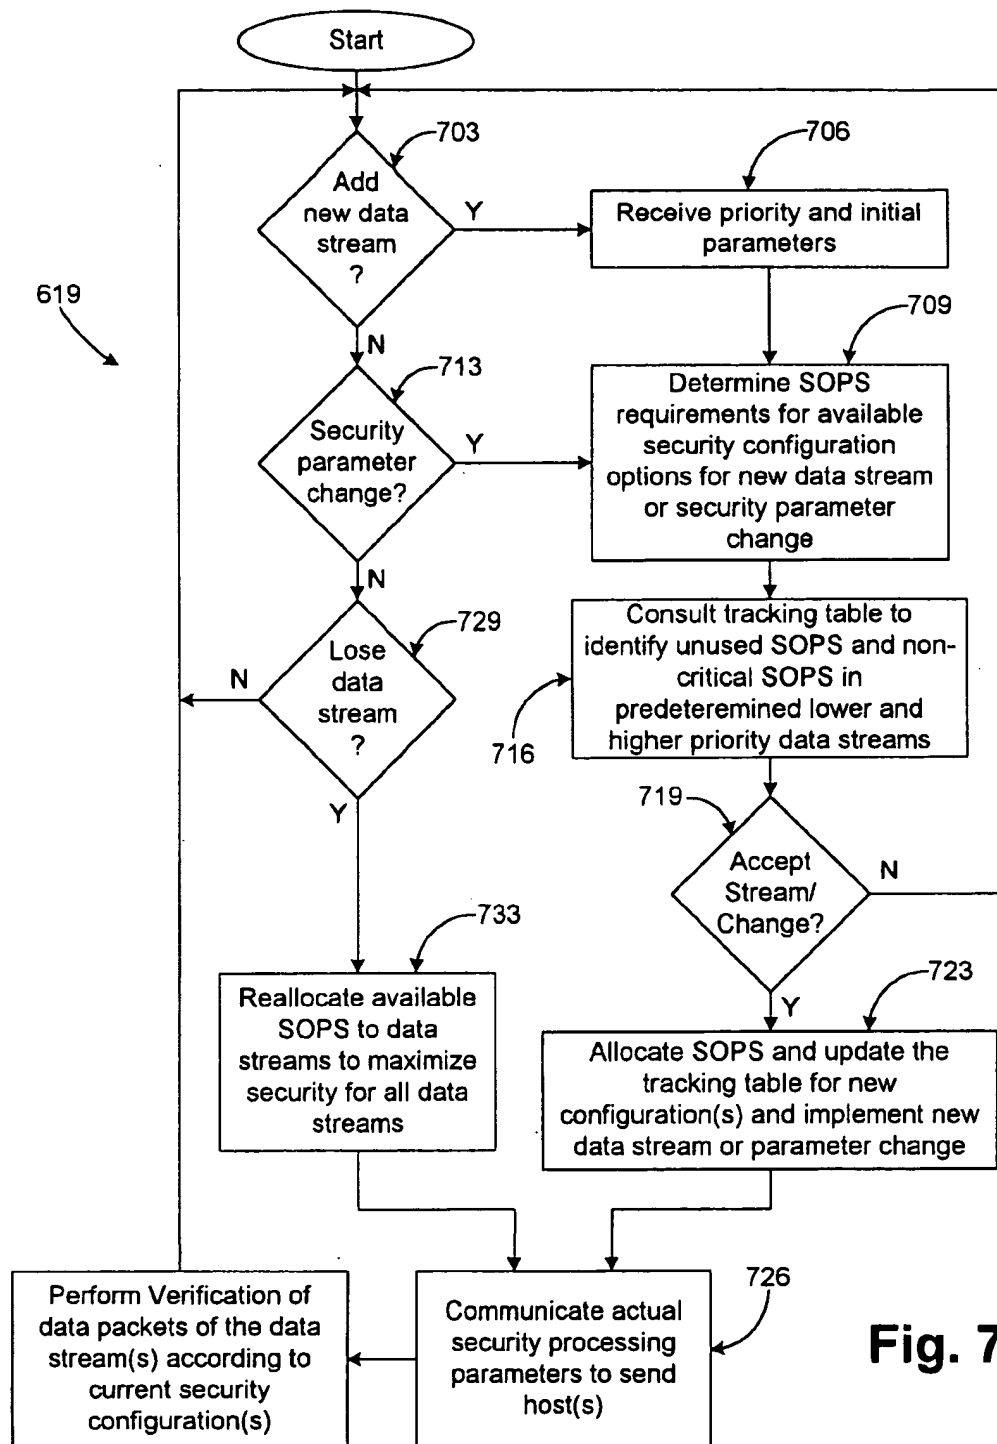 Start
703
Add
new data
stream
?
Y
706
Receive priority and initial
parameters
619
N
713
Security
parameter
change?
Y
709
Determine SOPS
requirements for available
security configuration
options for new data stream
or security parameter
change
N
729
Lose
data
stream
?
N
Y
Consult tracking table to
identify unused SOPS and non-
critical SOPS in
predeteremined lower and
higher priority data streams
716
719
Accept
Stream/
Change?
N
Y
733
Reallocate available
SOPS to data
streams to maximize
security for all data
streams
723
Allocate SOPS and update the
tracking table for new
configuration(s) and implement new
data stream or parameter change
Perform Verification of
data packets of the data
stream(s) according to
current security
configuration(s)
Communicate actual
security processing
parameters to send
host(s)
726
Fig. 7